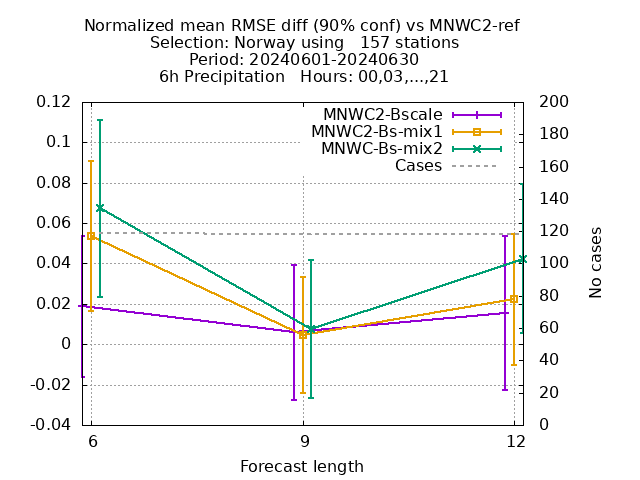 Normalized mean RMSE diff (90% conf) vs MNWC2-ref
Selection: Norway using   157 stations
Period: 20240601-20240630
6h Precipitation   Hours: 00,03,...,21
MNWC2-Bscale
MNWC2-Bs-mix1
MNWC-Bs-mix2
Cases
0.12
0.1
0.08
0.06
0.04
0.02
0
-0.02
-0.04
200
180
160
140
120
100
80
60
40
20
0
No cases
6
9
12
Forecast length